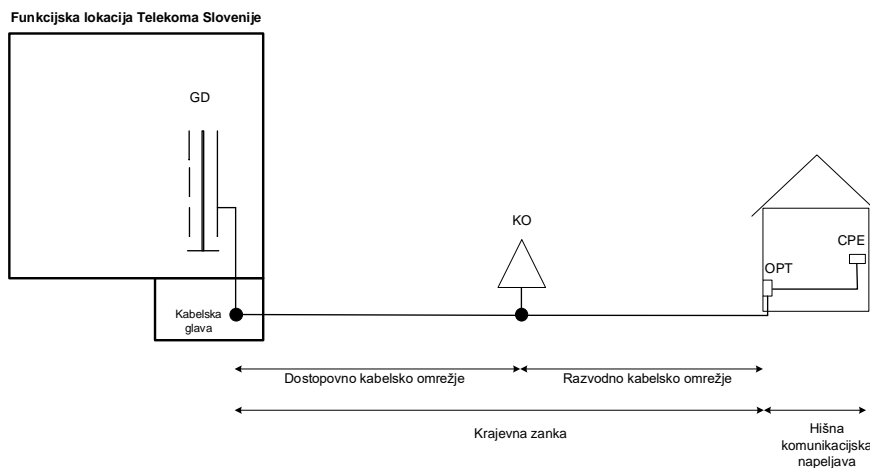 Funkcijska lokacija Telekoma Slovenije
GD
KO
CPE
OPT
Kabelska
glava
Dostopovno kabelsko omrežje
Razvodno kabelsko omrežje
Krajevna zanka
Hišna
komunikacijska
napeljava